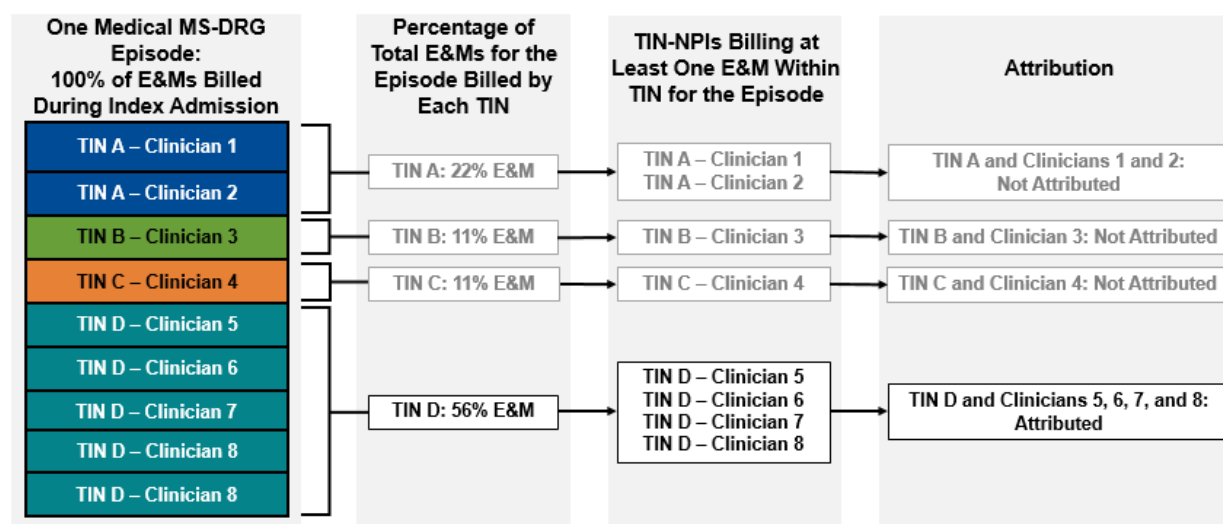 One Medical MS-DRG
Episode:
100% of E&Ms Billed
During Index Admission
TIN A – Clinician 1
TIN A – Clinician 2
TIN B – Clinician 3
TIN C – Clinician 4
TIN D – Clinician 5
TIN D – Clinician 6
TIN D – Clinician 7
TIN D – Clinician 8
TIN D – Clinician 8
Percentage of
Total E&Ms for the
Episode Billed by
Each TIN
TIN A: 22% E&M
TIN B: 11% E&M
TIN C: 11% E&M
TIN D: 56% E&M
TIN-NPIs Billing at
Least One E&M Within
TIN for the Episode
TIN A – Clinician 1
TIN A – Clinician 2
TIN B – Clinician 3
TIN C – Clinician 4
TIN D – Clinician 5
TIN D – Clinician 6
TIN D – Clinician 7
TIN D – Clinician 8
Attribution
TIN A and Clinicians 1 and 2:
Not Attributed
TIN B and Clinician 3: Not Attributed
TIN C and Clinician 4: Not Attributed
TIN D and Clinicians 5, 6, 7, and 8:
Attributed